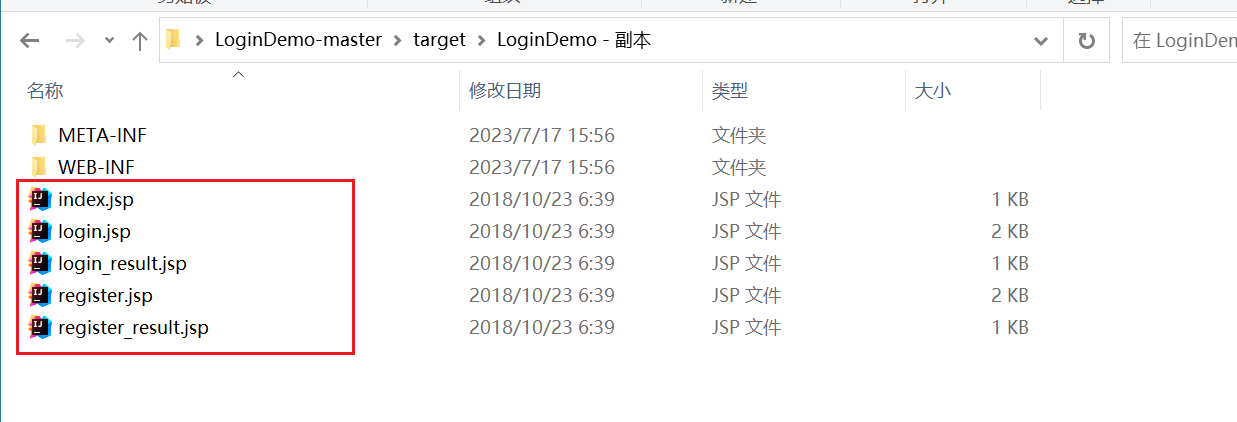 LoginDemo-master target LoginDemo - 副本 在 LoginDem
名称 修改日期 类型 大小
META-INF 2023/7/17 15:56 文件夹
WEB-INF 2023/7/17 15:56 文件夹
index.jsp 2018/10/23 6:39 JSP 文件 1 KB
login.jsp 2018/10/23 6:39 JSP 文件 2 KB
login_result.jsp 2018/10/23 6:39 JSP 文件 1 KB
register.jsp 2018/10/23 6:39 JSP 文件 2 KB
register_result.jsp 2018/10/23 6:39 JSP 文件 1 KB